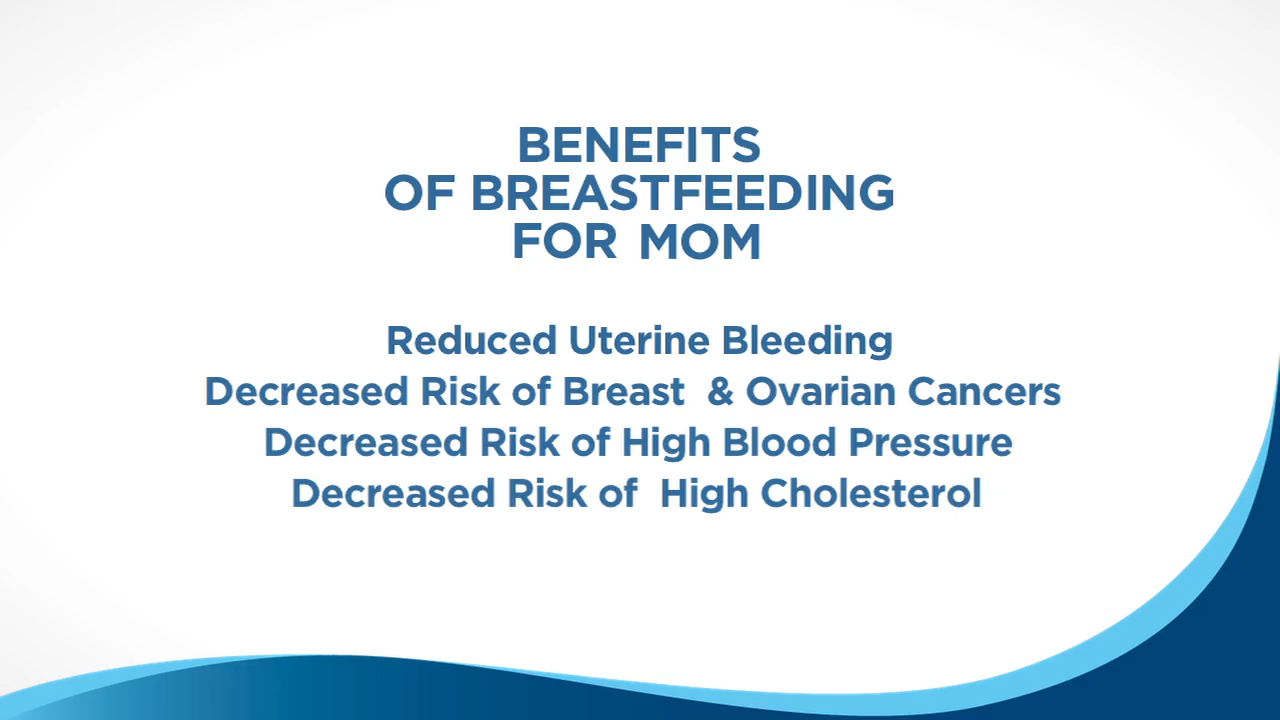 BENEFITS
OF BREASTFEEDING
FOR MOM
Reduced Uterine Bleeding
Decreased Risk of Breast & Ovarian Cancers
Decreased Risk of High Blood Pressure
Decreased Risk of High Cholesterol